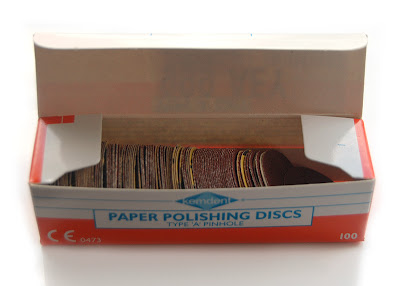 kemdent
PAPER POLISHING DISCS
TYPE 'A' PINHOLE
CE 0473
100